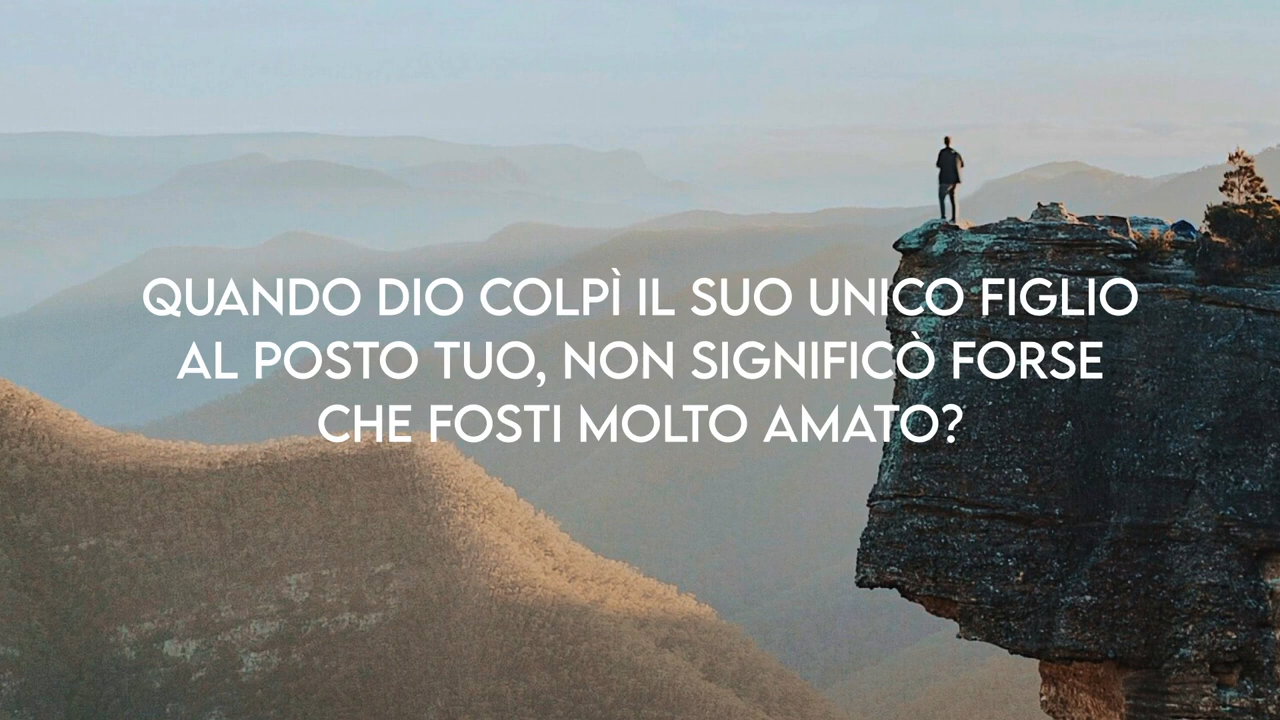 QUANDO DIO COLPÌ IL SUO UNICO FIGLIO
AL POSTO TUO, NON SIGNIFICÒ FORSE
CHE FOSTI MOLTO AMATO?